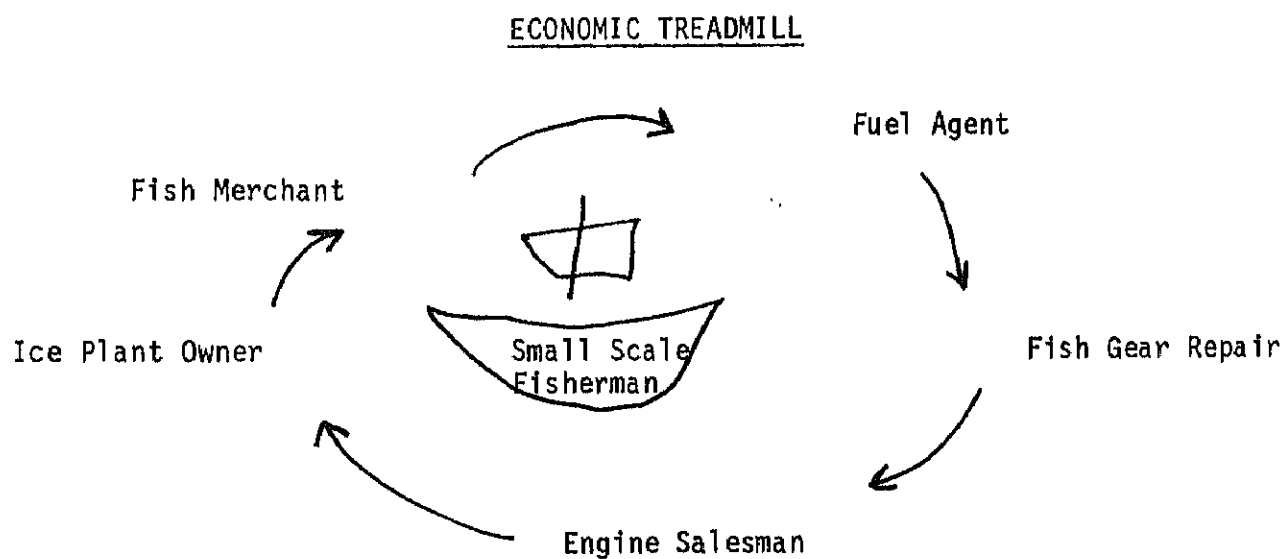 ECONOMIC TREADMILL
Fuel Agent
Fish Merchant
Ice Plant Owner
Small Scale
Fisherman
Fish Gear Repair
Engine Salesman